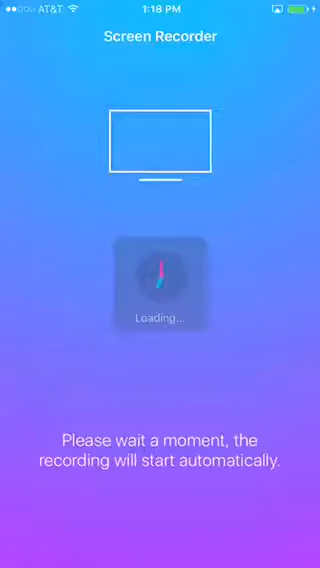 AT&T 1:18 PM
Screen Recorder
Loading...
Please wait a moment, the
recording will start automatically.